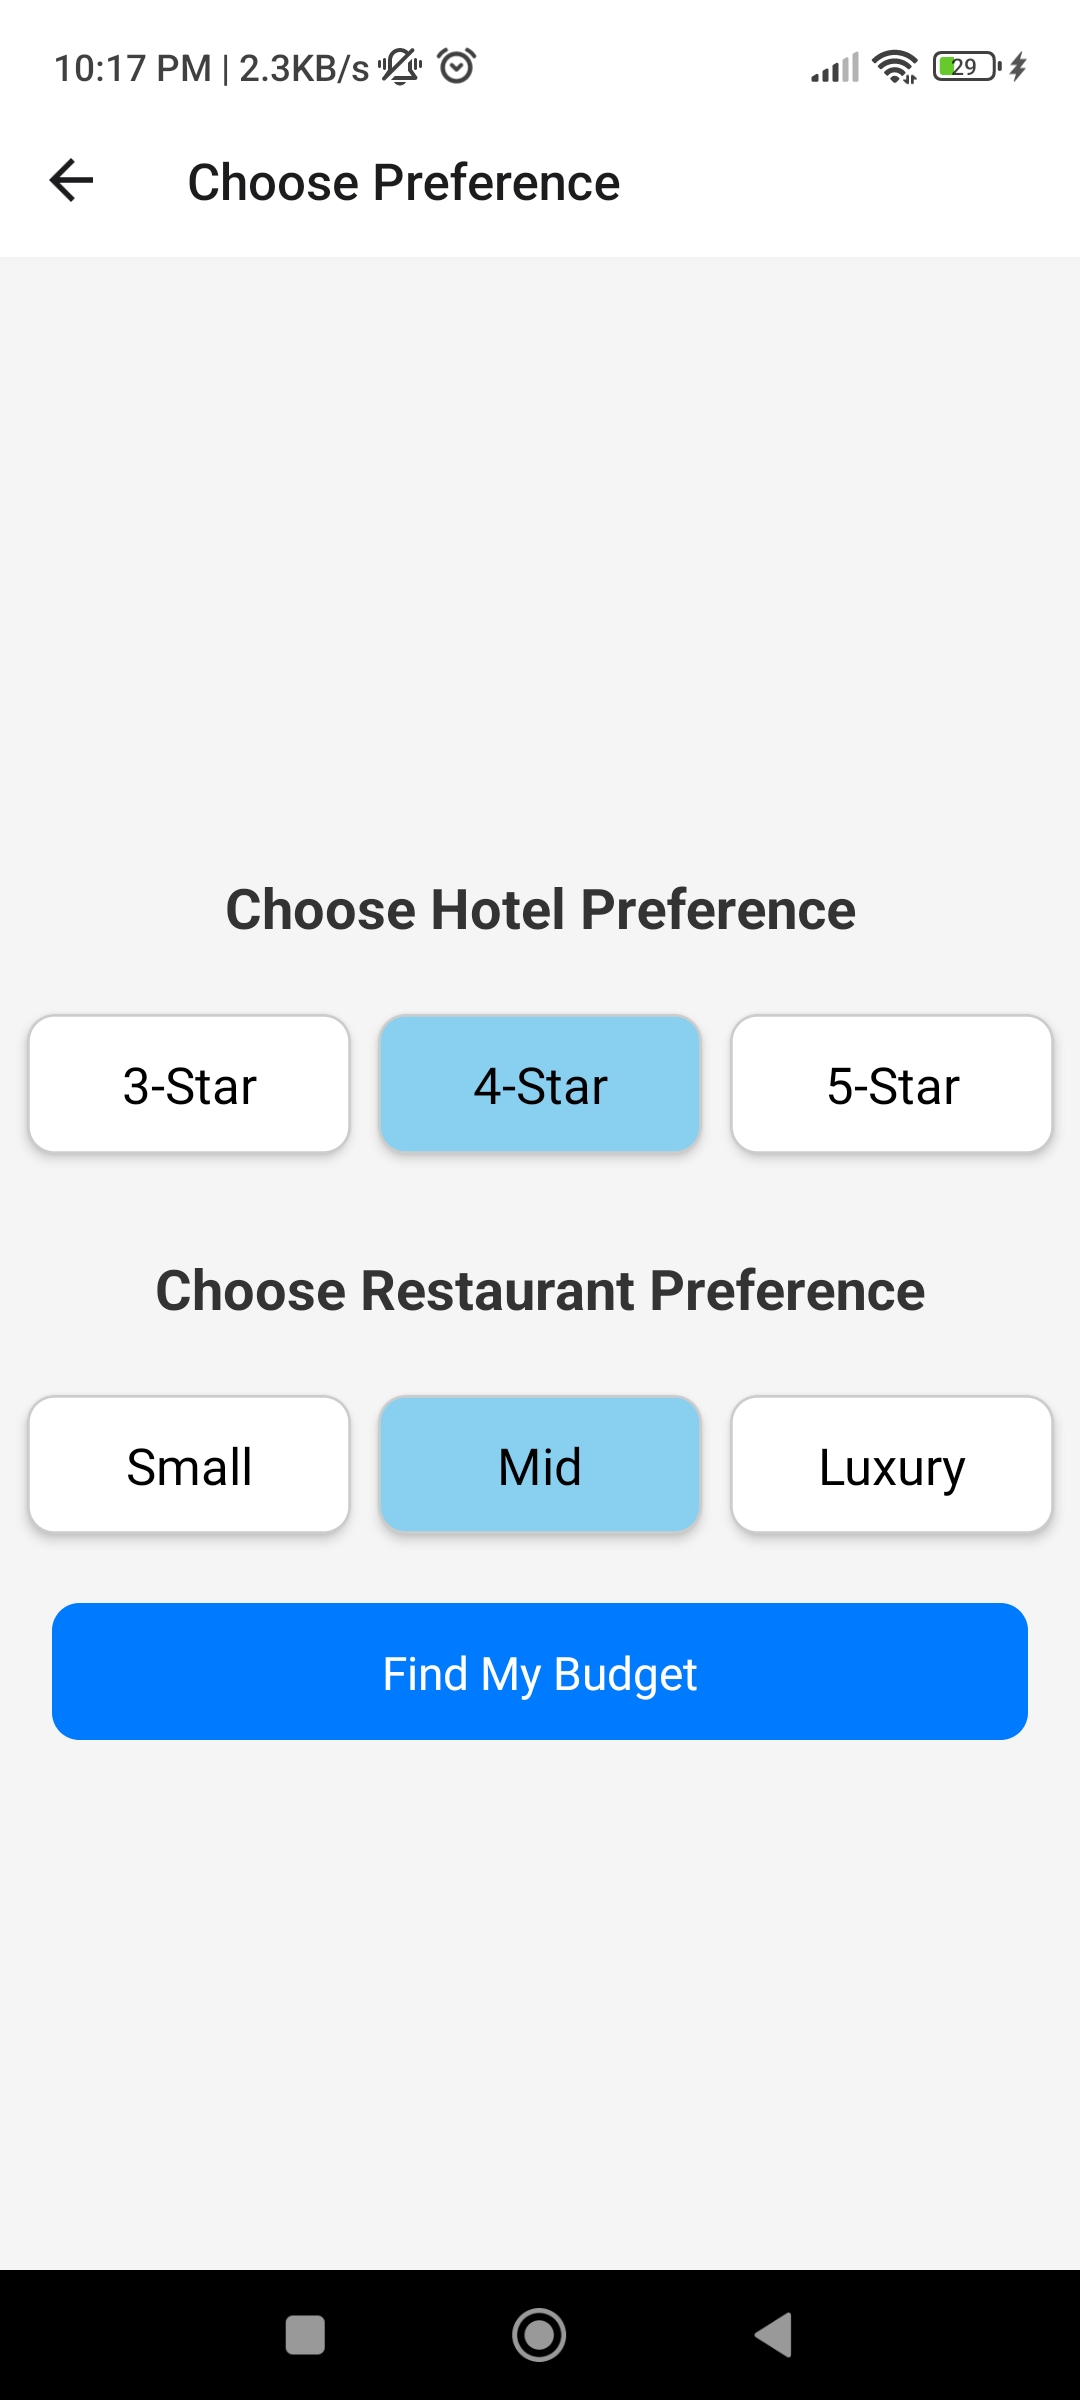 10:17 PM | 2.3KB/s 29
Choose Preference
Choose Hotel Preference
3-Star 4-Star 5-Star
Choose Restaurant Preference
Small Mid Luxury
Find My Budget